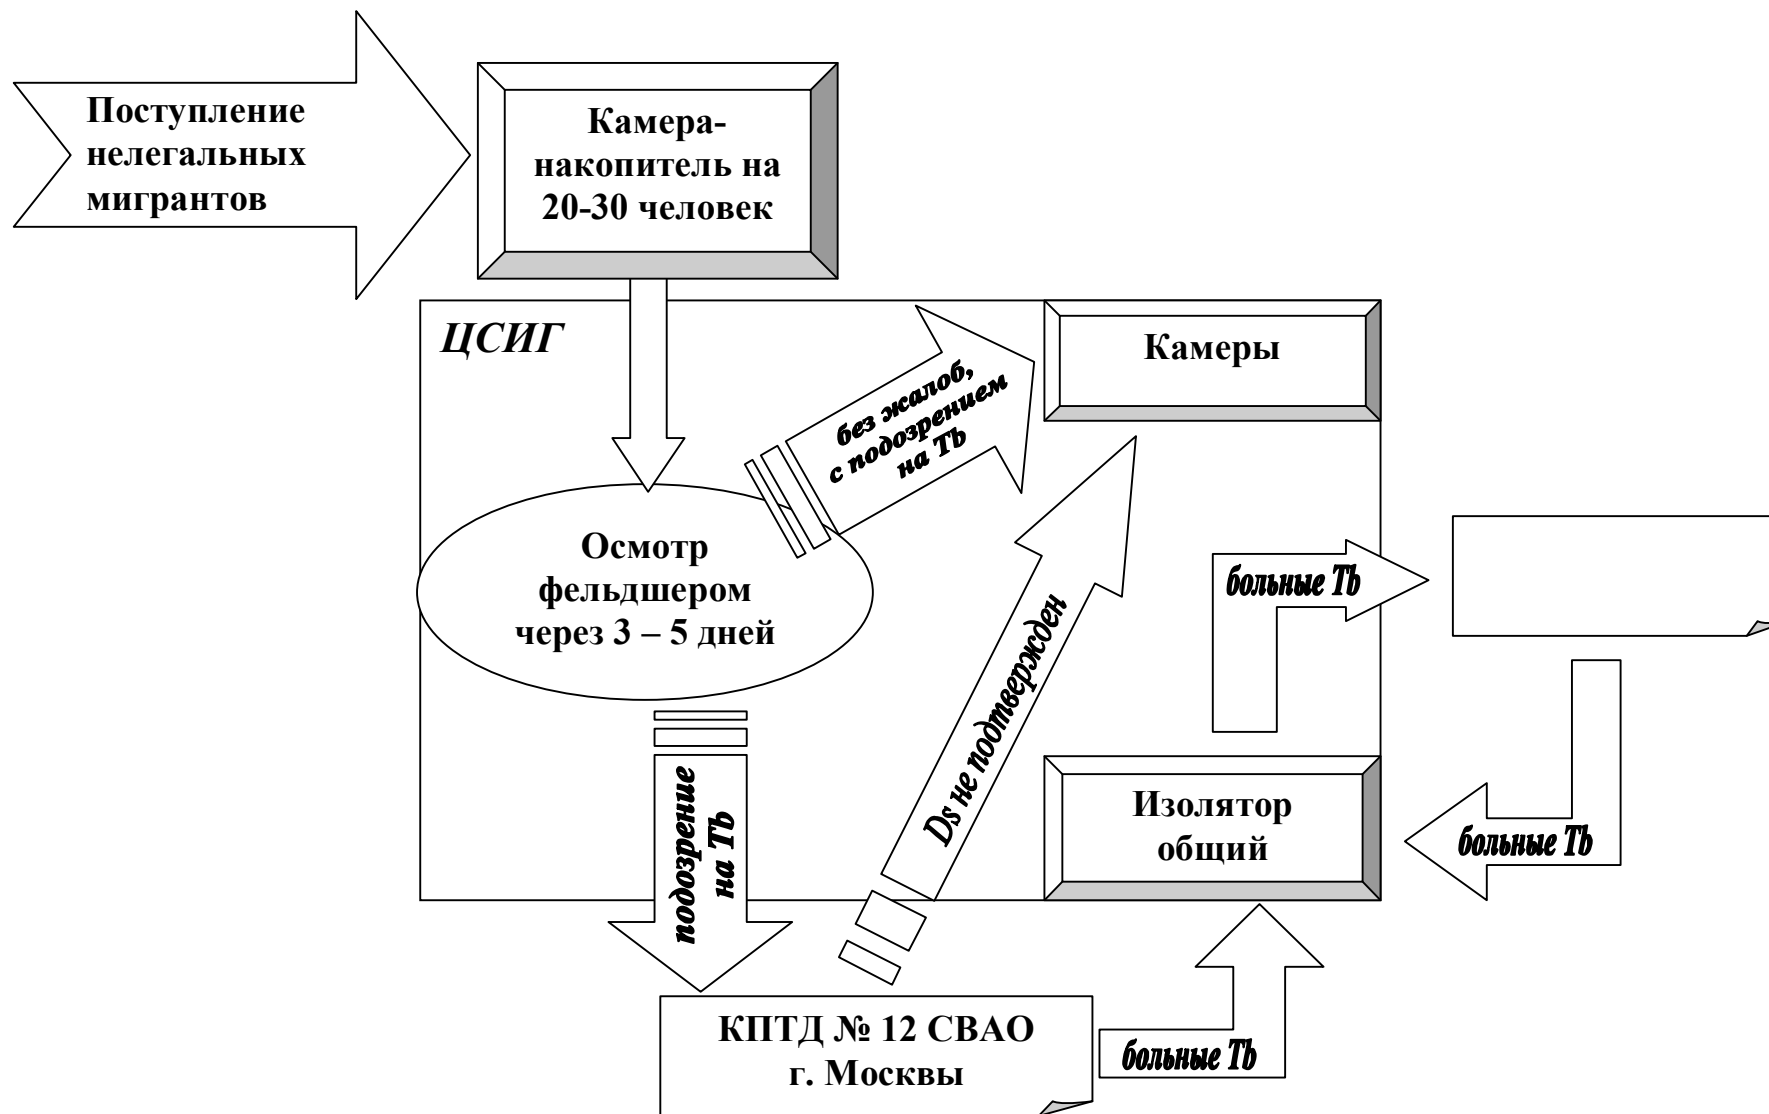 Поступление
нелегальных
мигрантов
Камера-
накопитель на
20-30 человек
ЦСИГ
Камеры
без жалоб,
с подозрением
на Tb
Осмотр
фельдшером
через 3 – 5 дней
больные Tb
Ds не подтвержден
подозрение
на Tb
Изолятор
общий
больные Tb
КПТД № 12 СВАО
г. Москвы
больные Tb